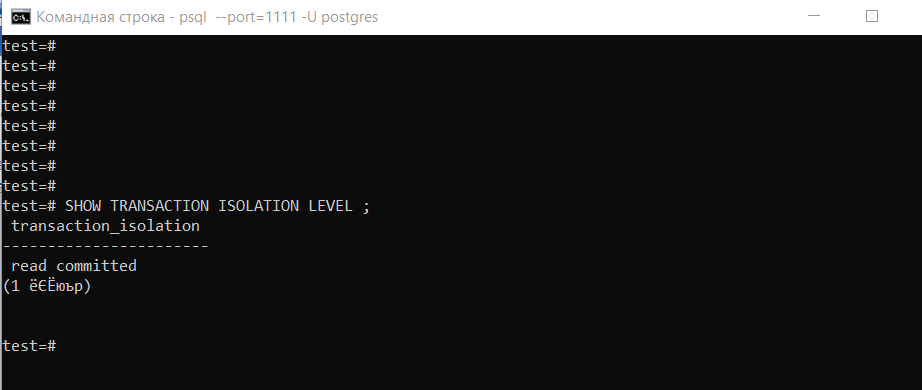 Командная строка - psql --port=1111 -U postgres
test=#
test=#
test=#
test=#
test=#
test=#
test=#
test=#
test=# SHOW TRANSACTION ISOLATION LEVEL ;
transaction_isolation
-----------------------
read committed
(1 ёЄЁюър)
test=#